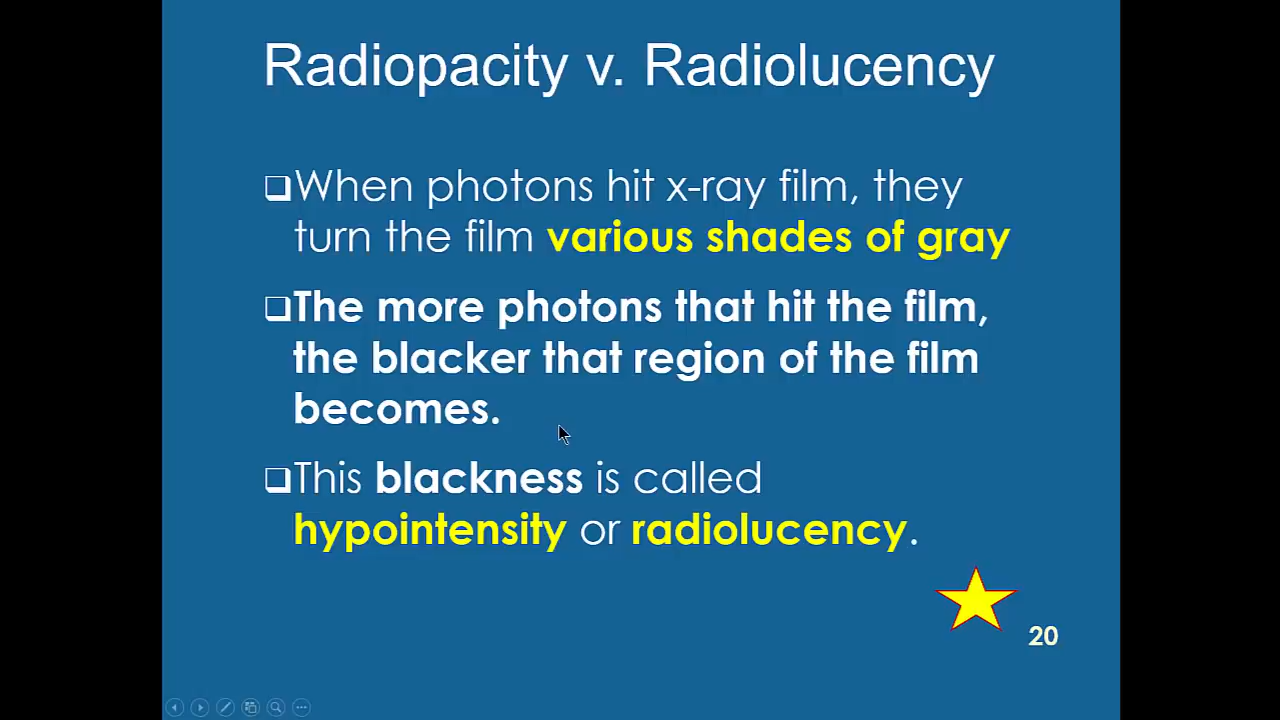 Radiopacity v. Radiolucency
❑When photons hit x-ray film, they
turn the film various shades of gray
❑The more photons that hit the film,
the blacker that region of the film
becomes.
❑This blackness is called
hypointensity or radiolucency.
20